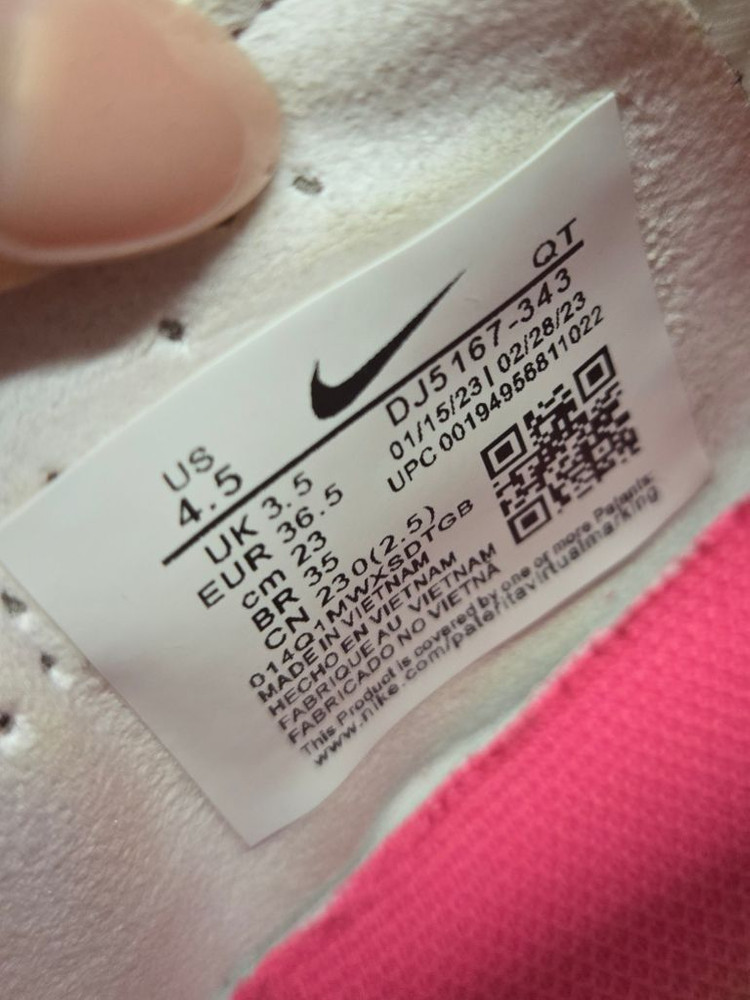 QT
US
4.5
UK 3.5
EUR 36.5
cm 23
BR 35
CN 230(2.5)
DJ5167-343
01/15/23| 02/28/23
UPC 00194956811022
014Q1MWXSDTGB
MADE IN VIETNAM
HECHO EN VIETNAM
FABRIQUE AU VIETNAM
FABRICADO NO VIETNA
This Product is covered by one or more Patents:
www.nike.com/patentavirtualmarking